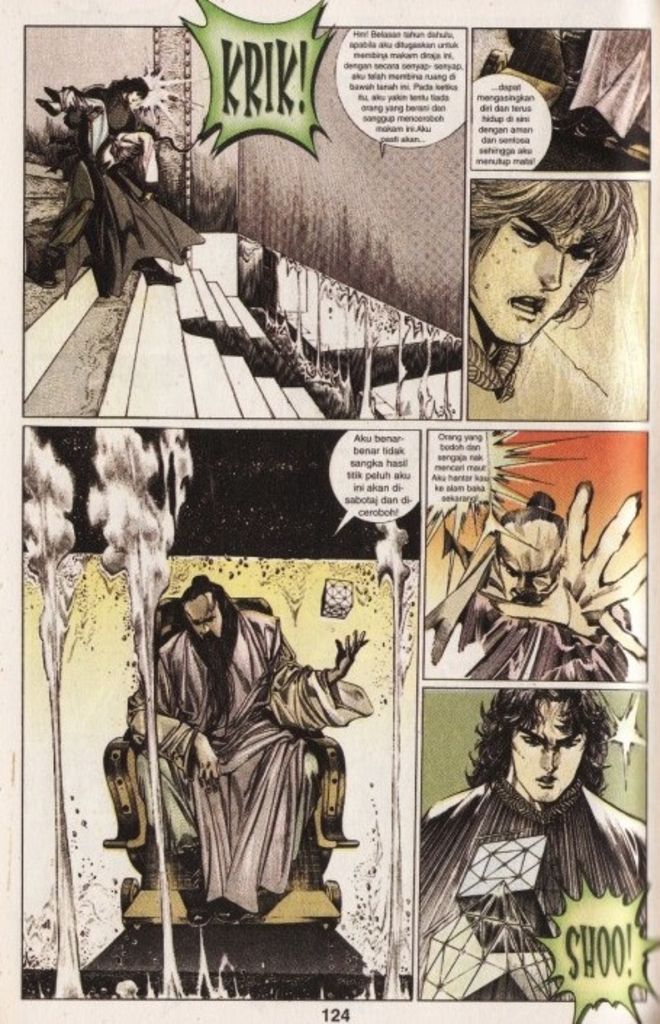 KRIK!
Hm! Belasan tahun dahulu,
apabila aku ditugaskan untuk
membina makam diraja ini,
dengan secara senyap- senyap,
aku telah membina ruang di
bawah tanah ini. Pada ketika
itu, aku yakin tentu tiada
orang yang berani dan
sanggup menceroboh
makam ini.Aku
pasti akan...
...dapat
mengasingkan
diri dan terus
hidup di sini
dengan aman
dan sentosa
sehingga aku
menutup mata!
Aku benar-
benar tidak
sangka hasil
titik peluh aku
ini akan di-
sabotaj dan di-
ceroboh!
Orang yang
bodoh dan
sengaja nak
mencari maut
Aku hantar kau
ke alam baka
sekarang!
SHOO!
124